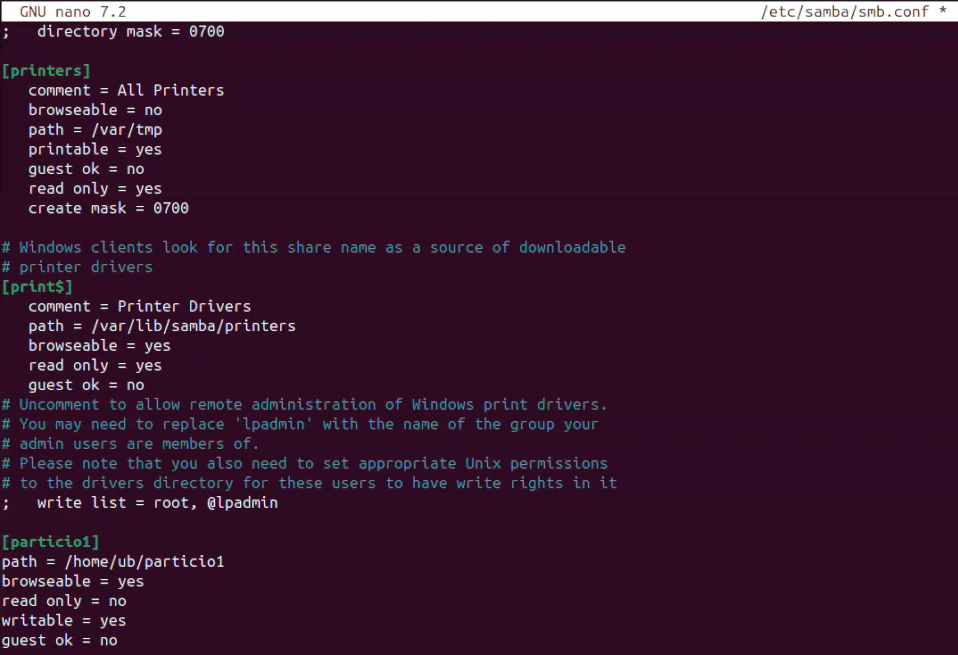 GNU nano 7.2 /etc/samba/smb.conf *
;   directory mask = 0700
[printers]
   comment = All Printers
   browseable = no
   path = /var/tmp
   printable = yes
   guest ok = no
   read only = yes
   create mask = 0700
# Windows clients look for this share name as a source of downloadable
# printer drivers
[print$]
   comment = Printer Drivers
   path = /var/lib/samba/printers
   browseable = yes
   read only = yes
   guest ok = no
# Uncomment to allow remote administration of Windows print drivers.
# You may need to replace 'lpadmin' with the name of the group your
# admin users are members of.
# Please note that you also need to set appropriate Unix permissions
# to the drivers directory for these users to have write rights in it
;   write list = root, @lpadmin
[particio1]
path = /home/ub/particio1
browseable = yes
read only = no
writable = yes
guest ok = no